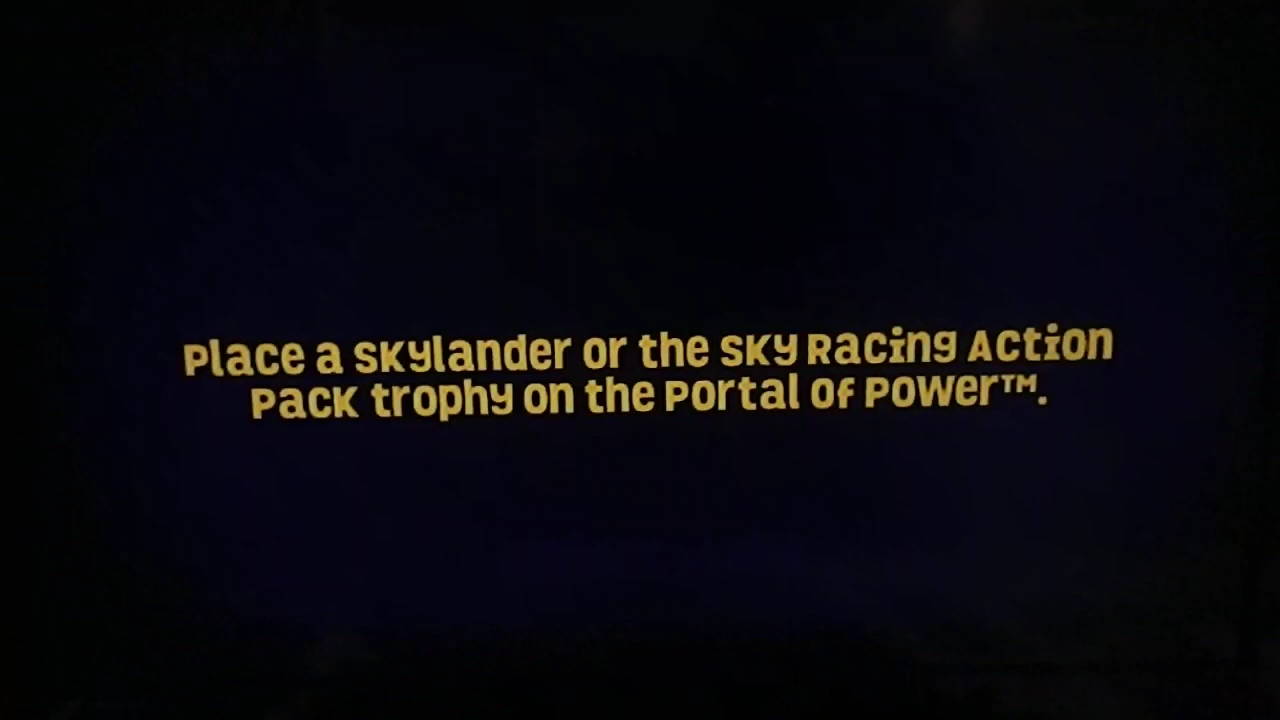 Place a Skylander or the Sky Racing Action
Pack trophy on the Portal of Power™.